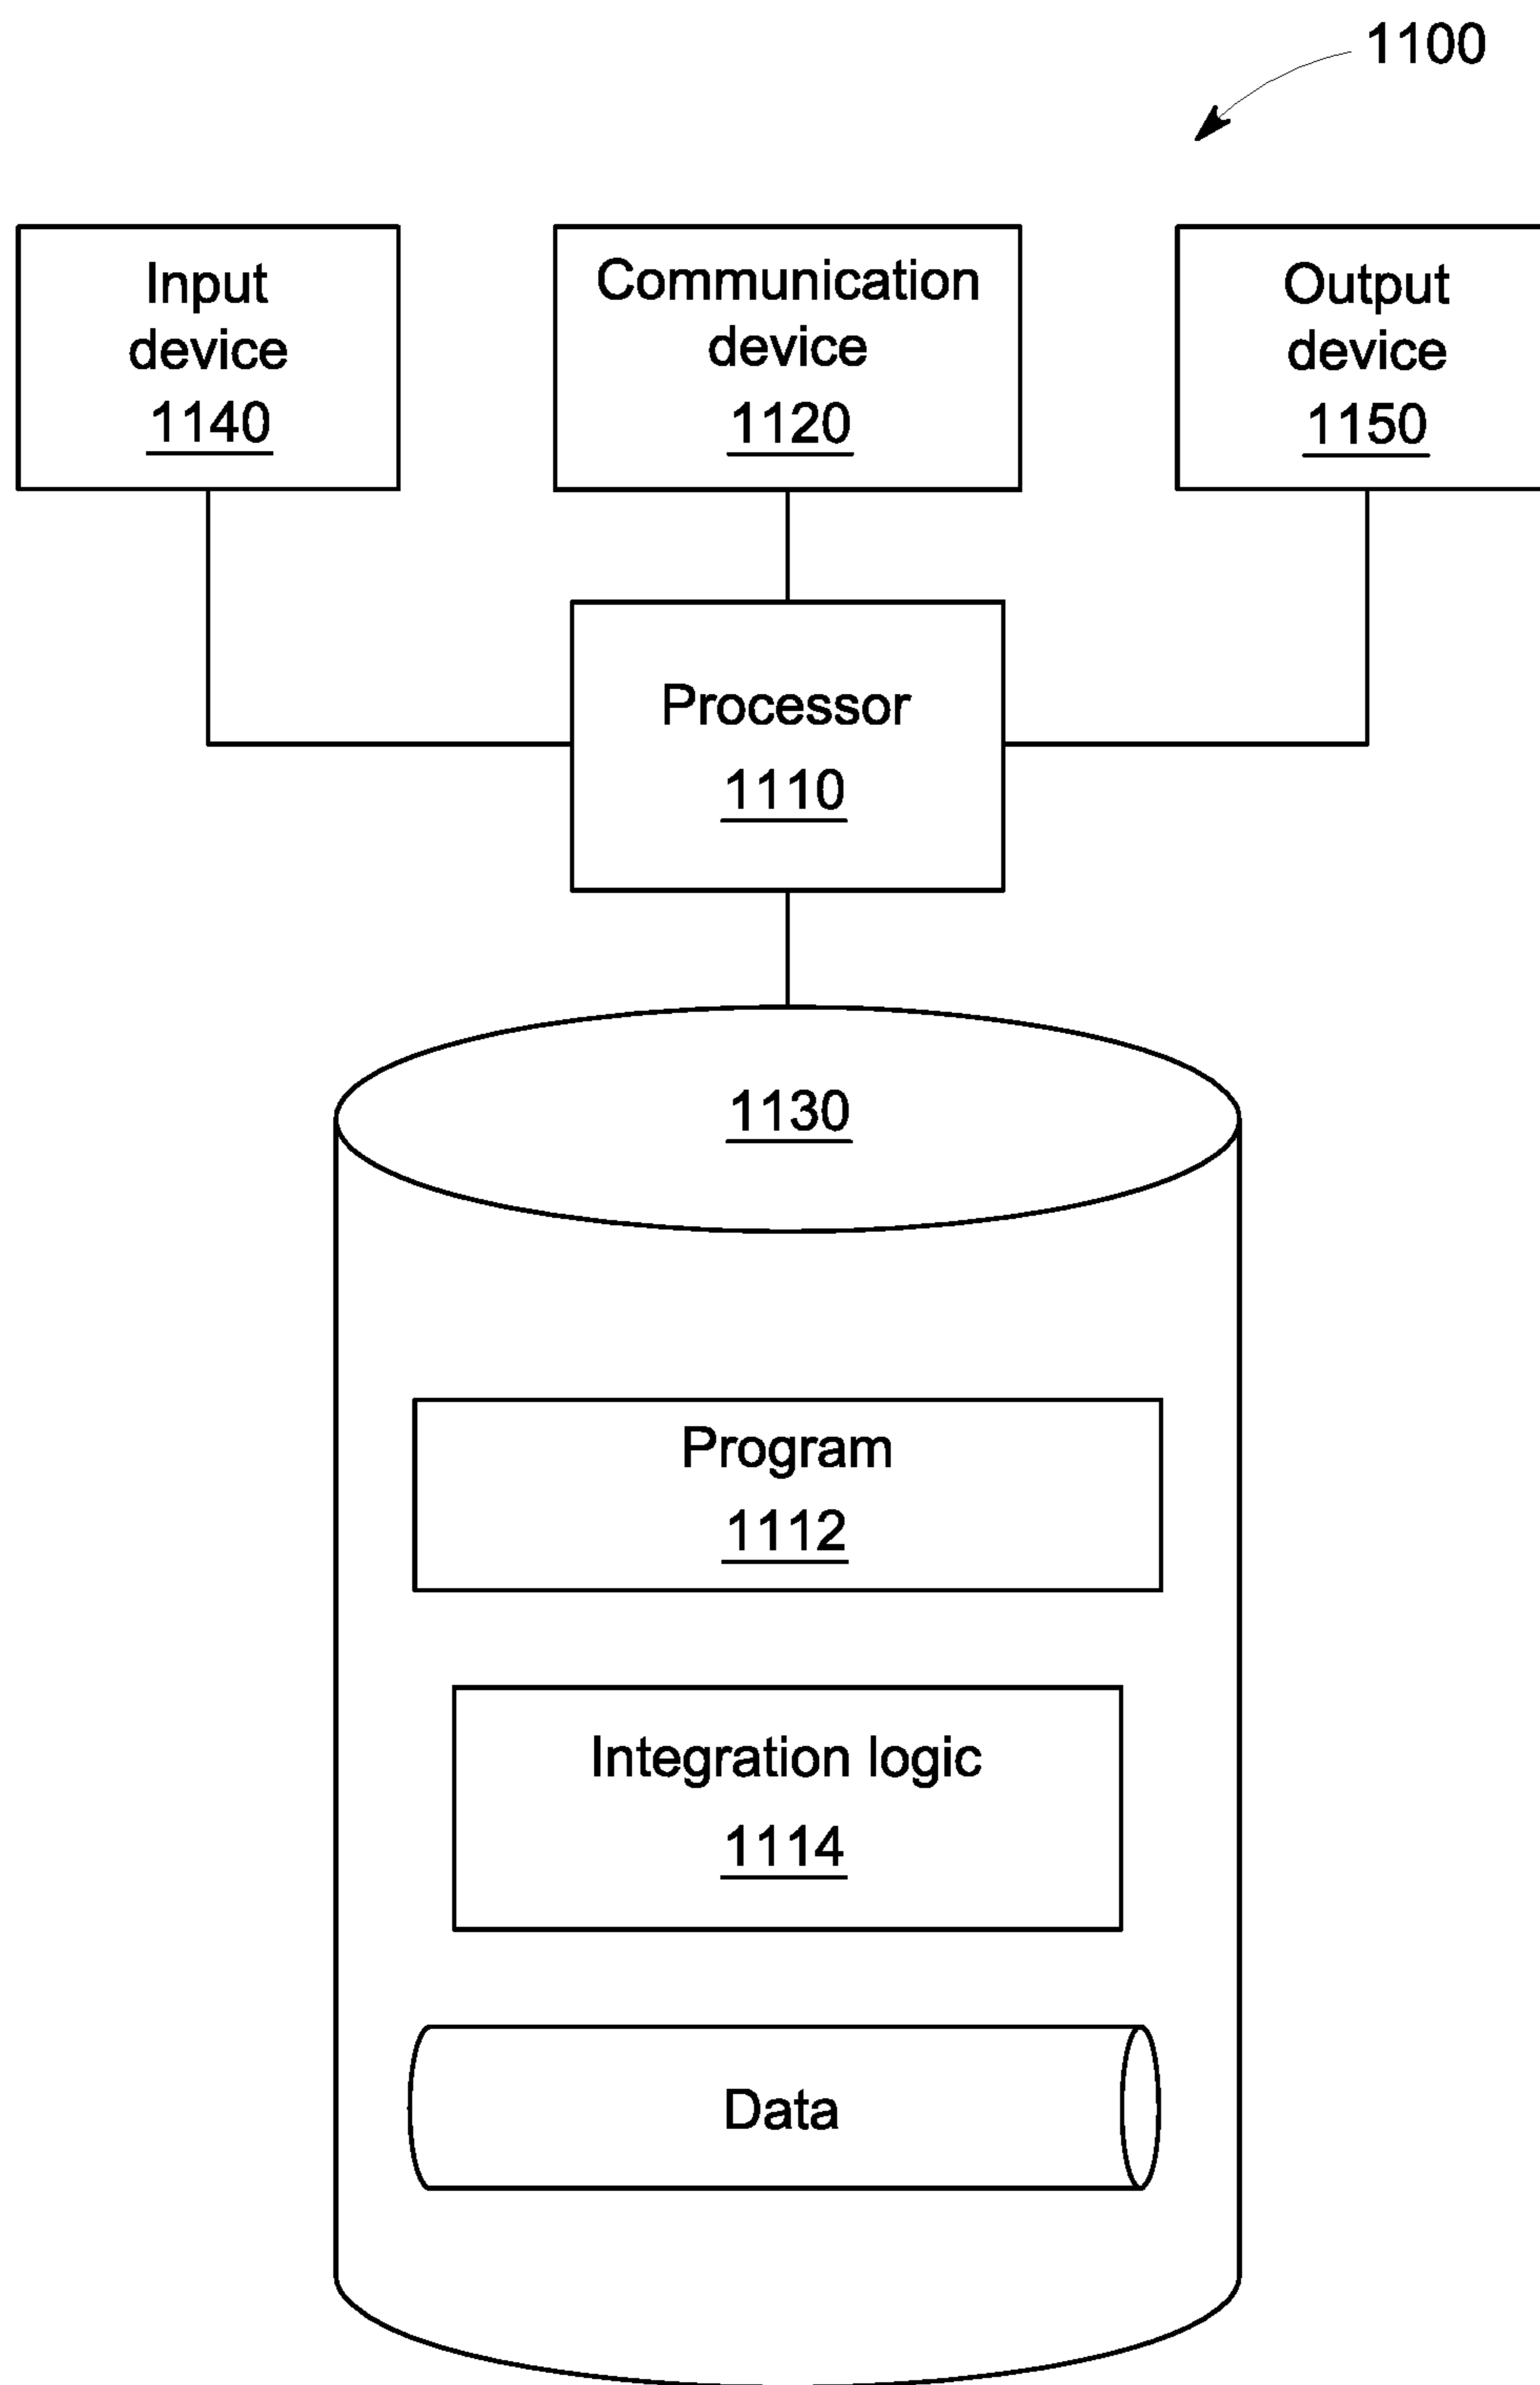 1100
Input
device
1140
Communication
device
1120
Output
device
1150
Processor
1110
1130
Program
1112
Integration logic
1114
Data